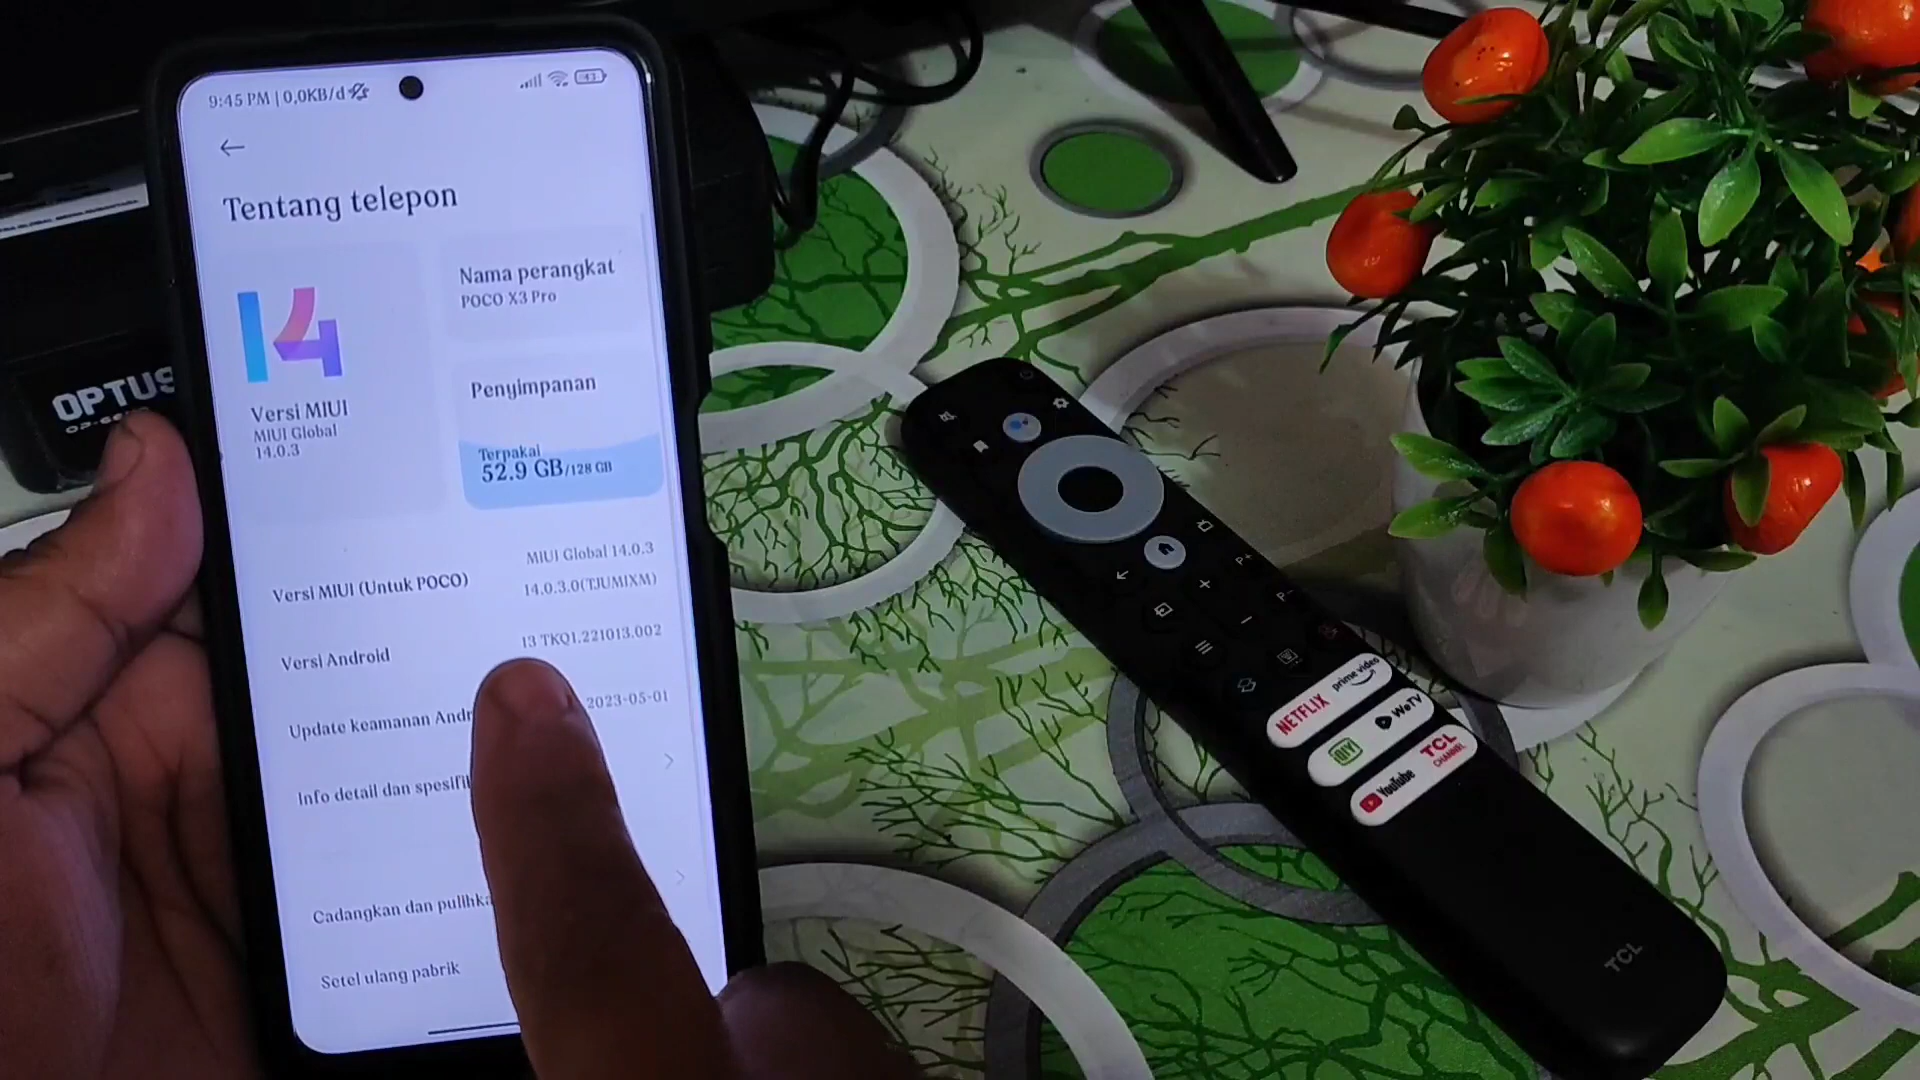 9:45 PM | 0,0KB/d
43
Tentang telepon
14
Versi MIUI
MIUI Global
14.0.3
Nama perangkat
POCO X3 Pro
Penyimpanan
Terpakai
52.9 GB/128 GB
Versi MIUI (Untuk POCO)
MIUI Global 14.0.3
14.0.3.0(TJUMIXM)
Versi Android
13 TKQ1.221013.002
Update keamanan Andr
2023-05-01
Info detail dan spesifi
Cadangkan dan pulihka
Setel ulang pabrik
OPTUS
P+
P-
NETFLIX
prime video
iQIYI
WeTV
YouTube
TCL
CHANNEL
TCL